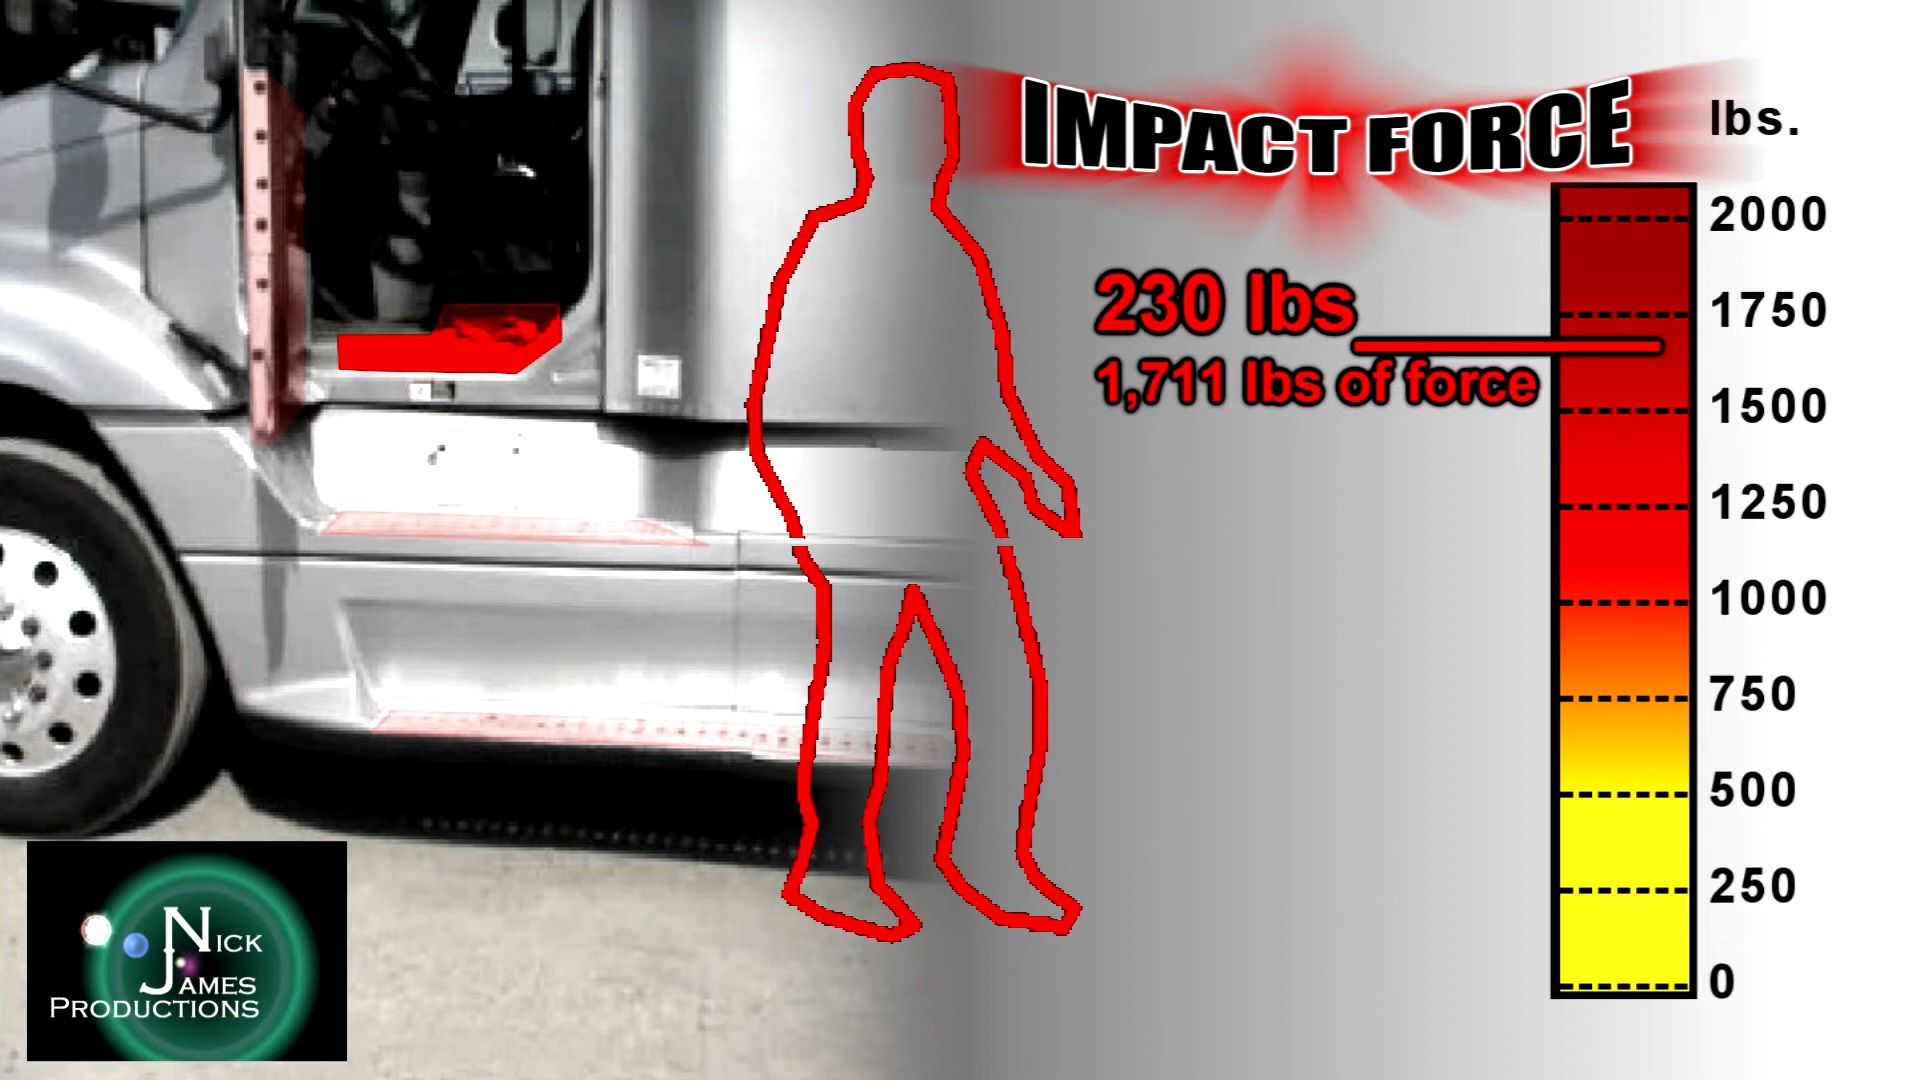 IMPACT FORCE
lbs.
2000
230 lbs
1750
1,711 lbs of force
1500
1250
1000
750
500
250
0
NICK
JAMES
PRODUCTIONS